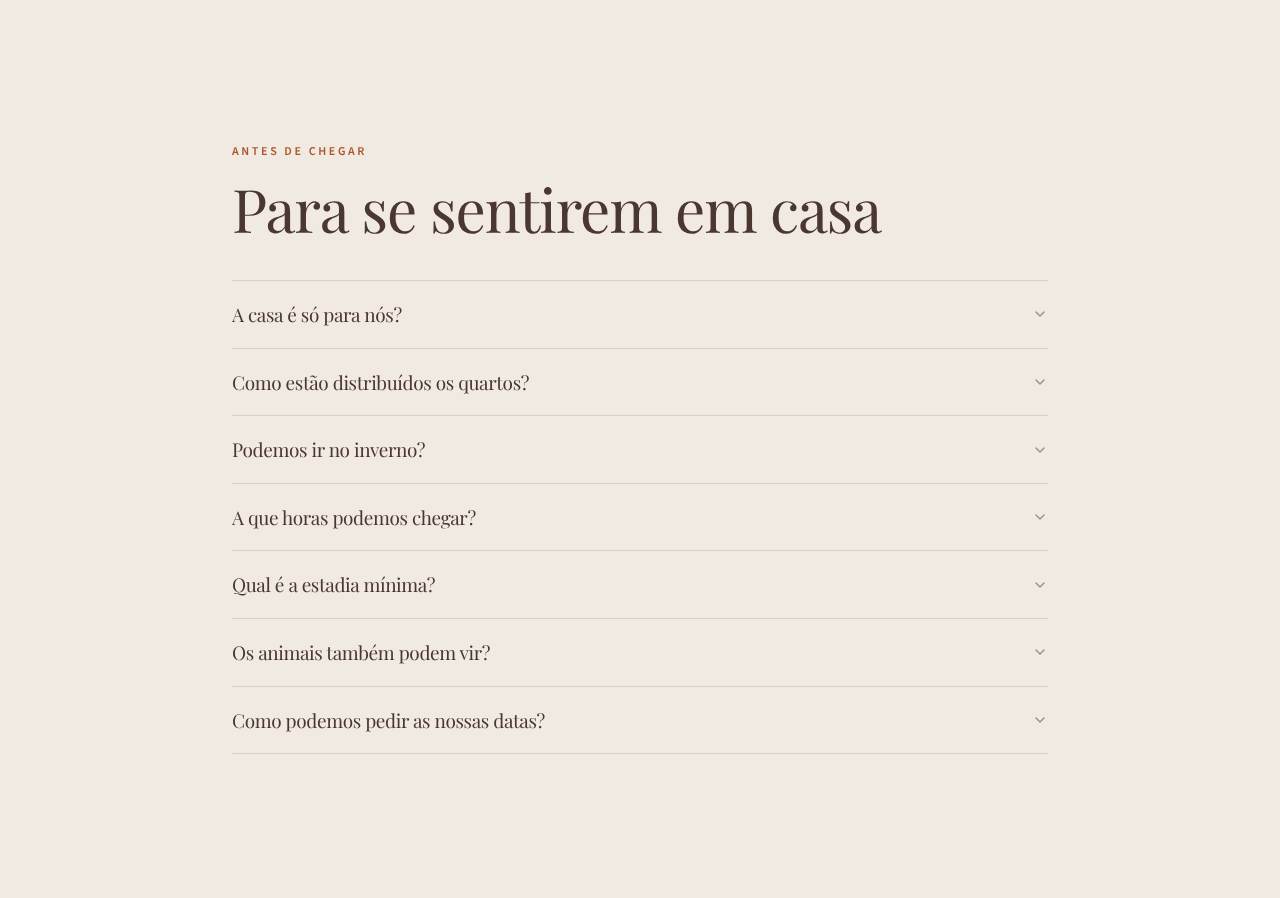 ANTES DE CHEGAR
Para se sentirem em casa
A casa é só para nós?
Como estão distribuídos os quartos?
Podemos ir no inverno?
A que horas podemos chegar?
Qual é a estadia mínima?
Os animais também podem vir?
Como podemos pedir as nossas datas?